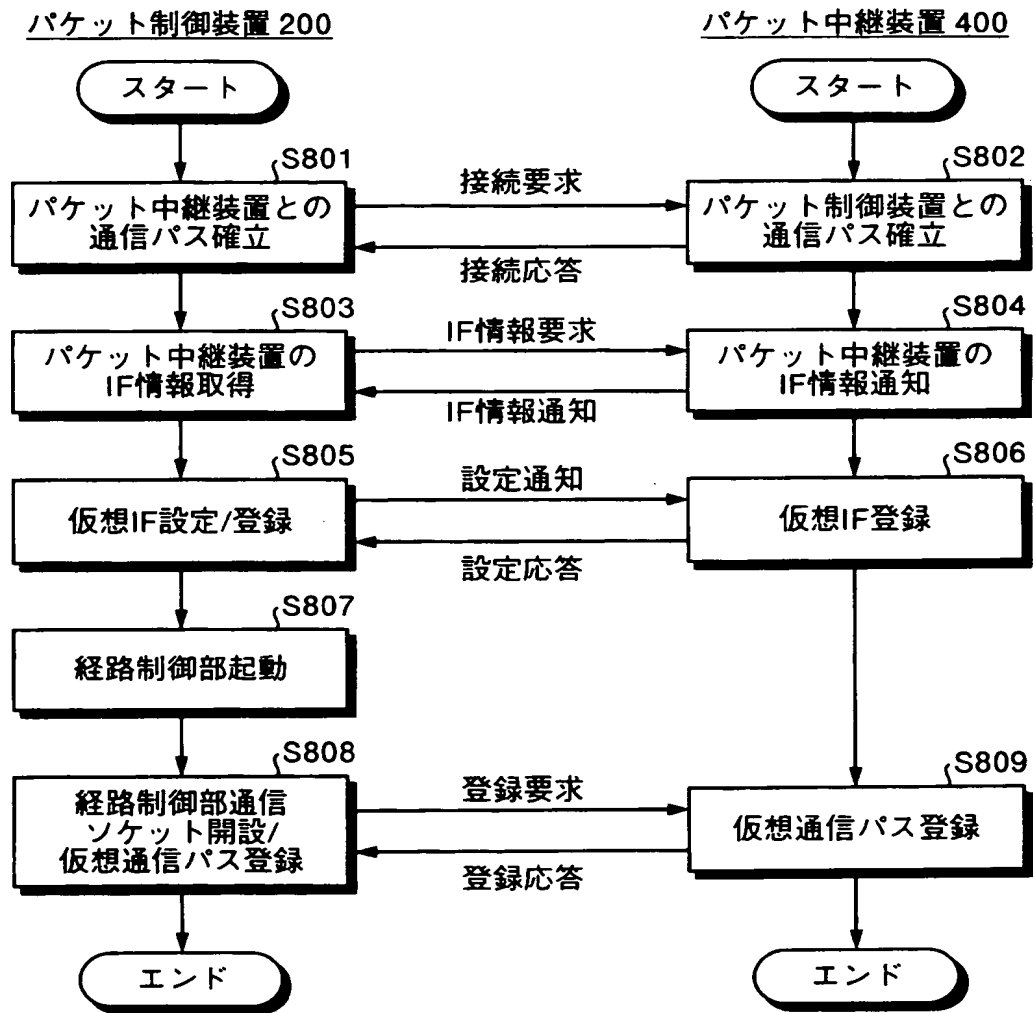 パケット制御装置 200
パケット中継装置 400
スタート
スタート
S801
パケット中継装置との
通信パス確立
接続要求
接続応答
S802
パケット制御装置との
通信パス確立
S803
パケット中継装置の
IF情報取得
IF情報要求
IF情報通知
S804
パケット中継装置の
IF情報通知
S805
仮想IF設定/登録
設定通知
設定応答
S806
仮想IF登録
S807
経路制御部起動
S808
経路制御部通信
ソケット開設/
仮想通信パス登録
登録要求
登録応答
S809
仮想通信パス登録
エンド
エンド